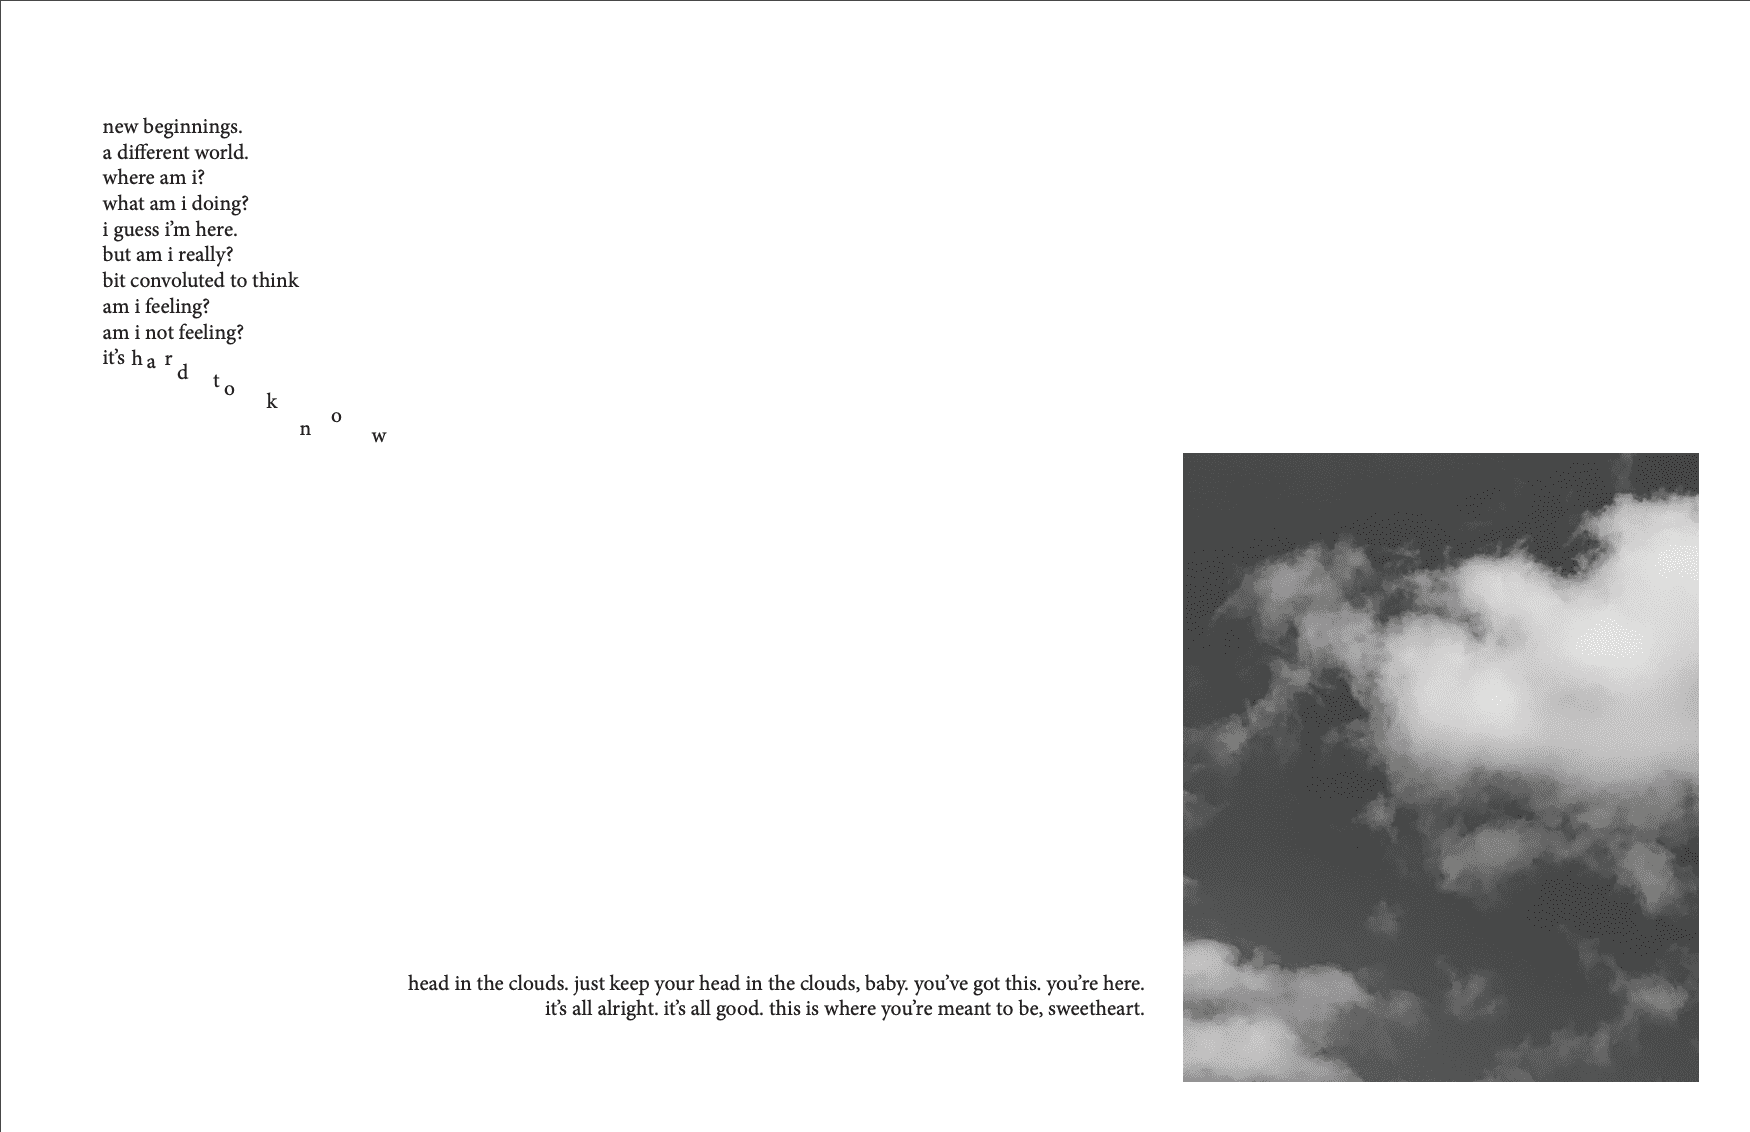 new beginnings.
a different world.
where am i?
what am i doing?
i guess i’m here.
but am i really?
bit convoluted to think
am i feeling?
am i not feeling?
it’s hard to know
head in the clouds. just keep your head in the clouds, baby. you’ve got this. you’re here.
it’s all alright. it’s all good. this is where you’re meant to be, sweetheart.